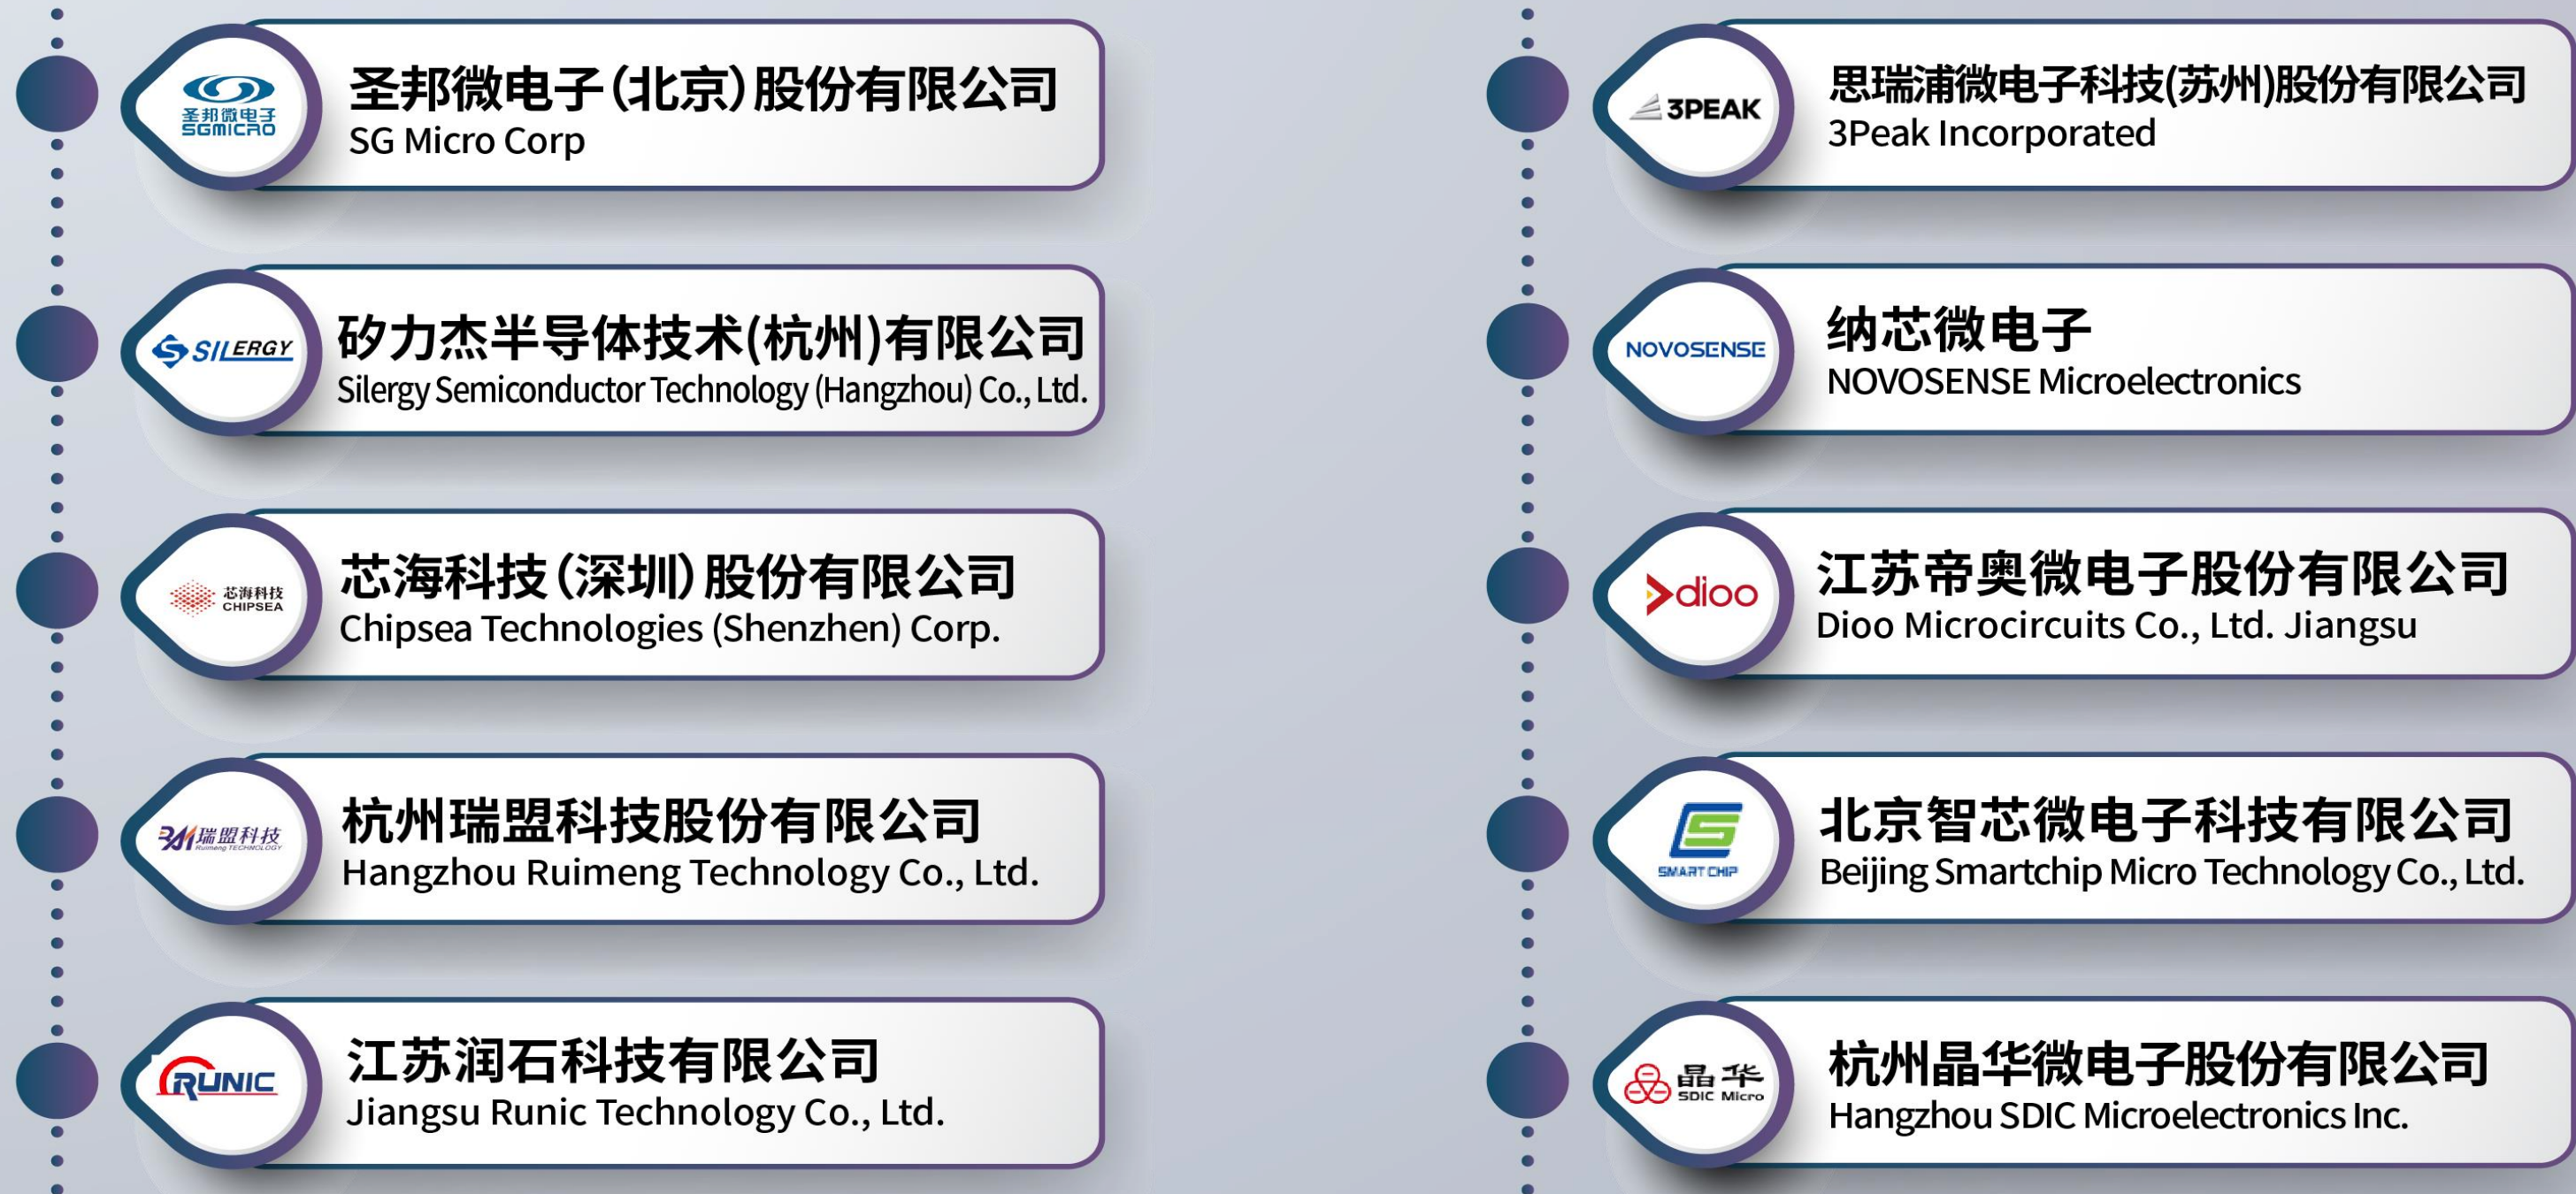 圣邦微电子
SGMICRO
圣邦微电子(北京)股份有限公司
SG Micro Corp
SILERGY
矽力杰半导体技术(杭州)有限公司
Silergy Semiconductor Technology (Hangzhou) Co., Ltd.
芯海科技
CHIPSEA
芯海科技(深圳)股份有限公司
Chipsea Technologies (Shenzhen) Corp.
瑞盟科技
Ruimeng TECHNOLOGY
杭州瑞盟科技股份有限公司
Hangzhou Ruimeng Technology Co., Ltd.
RUNIC
江苏润石科技有限公司
Jiangsu Runic Technology Co., Ltd.
3PEAK
思瑞浦微电子科技(苏州)股份有限公司
3Peak Incorporated
NOVOSENSE
纳芯微电子
NOVOSENSE Microelectronics
dioo
江苏帝奥微电子股份有限公司
Dioo Microcircuits Co., Ltd. Jiangsu
SMART CHIP
北京智芯微电子科技有限公司
Beijing Smartchip Micro Technology Co., Ltd.
晶华
SDIC Micro
杭州晶华微电子股份有限公司
Hangzhou SDIC Microelectronics Inc.